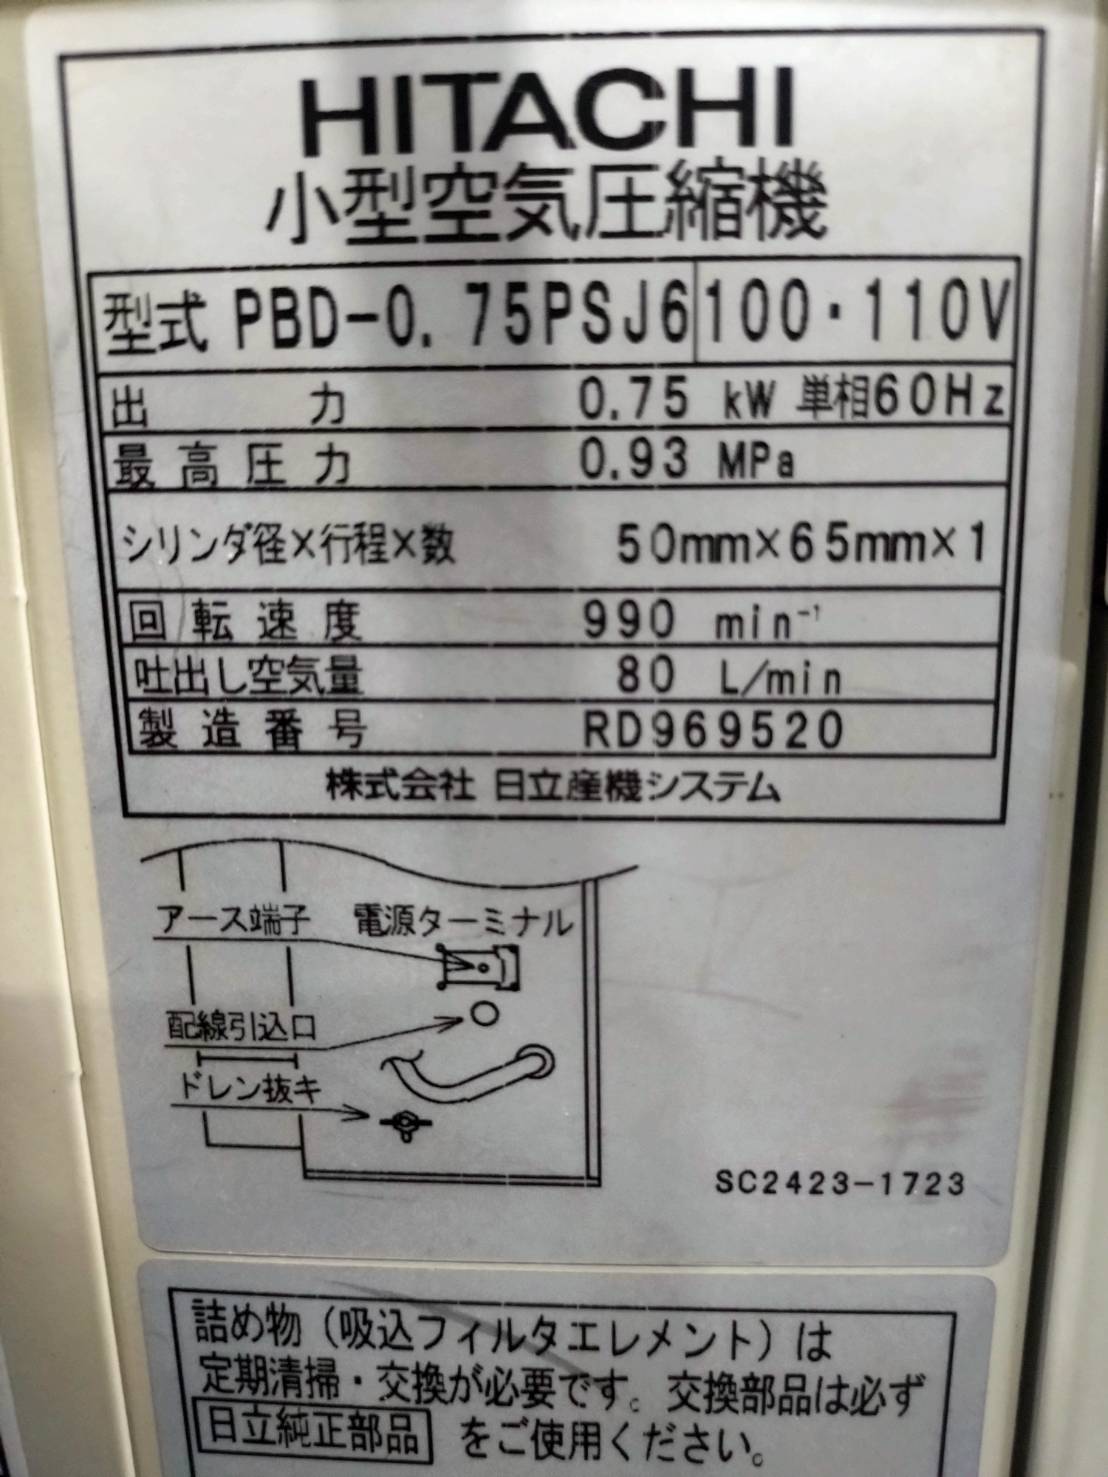 HITACHI
小型空気圧縮機
型式 PBD-0.75PSJ6 100・110V
出力 0.75 kW 単相60Hz
最高圧力 0.93 MPa
シリンダ径×行程×数 50mm×65mm×1
回転速度 990 min⁻¹
吐出し空気量 80 L/min
製造番号 RD969520
株式会社 日立産機システム
アース端子 電源ターミナル
配線引込口
ドレン抜キ
SC2423-1723
詰め物（吸込フィルタエレメント）は
定期清掃・交換が必要です。交換部品は必ず
日立純正部品 をご使用ください。